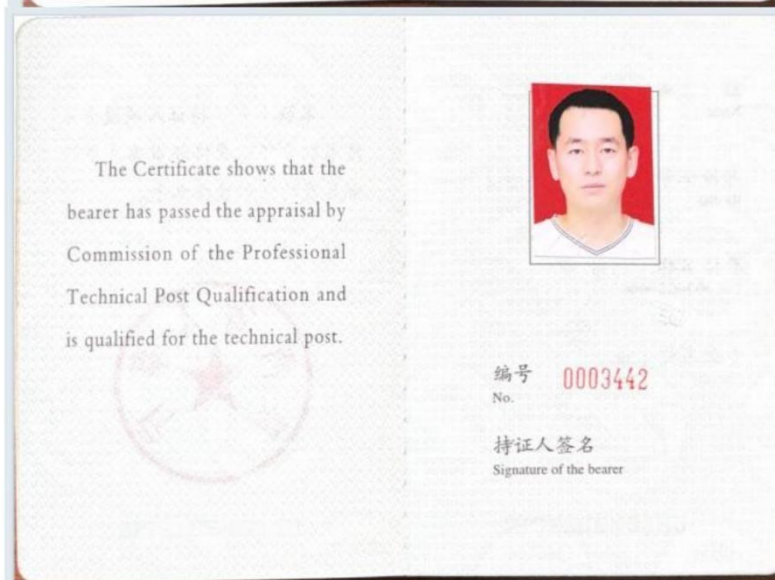 The Certificate shows that the
bearer has passed the appraisal by
Commission of the Professional
Technical Post Qualification and
is qualified for the technical post.
编号 0003442
No.
持证人签名
Signature of the bearer